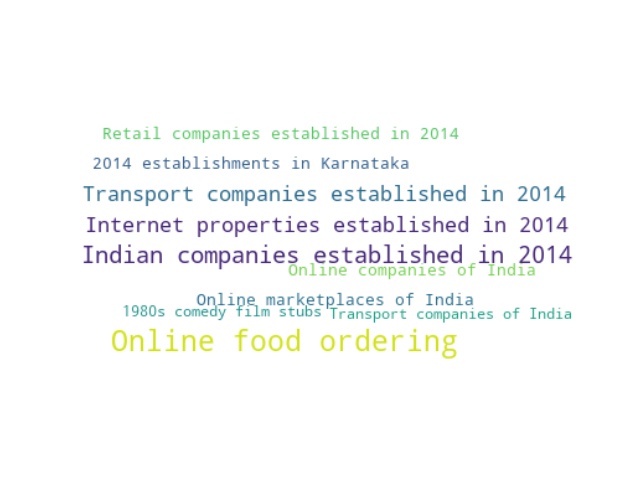 Retail companies established in 2014
2014 establishments in Karnataka
Transport companies established in 2014
Internet properties established in 2014
Indian companies established in 2014
Online companies of India
Online marketplaces of India
1980s comedy film stubs
Transport companies of India
Online food ordering